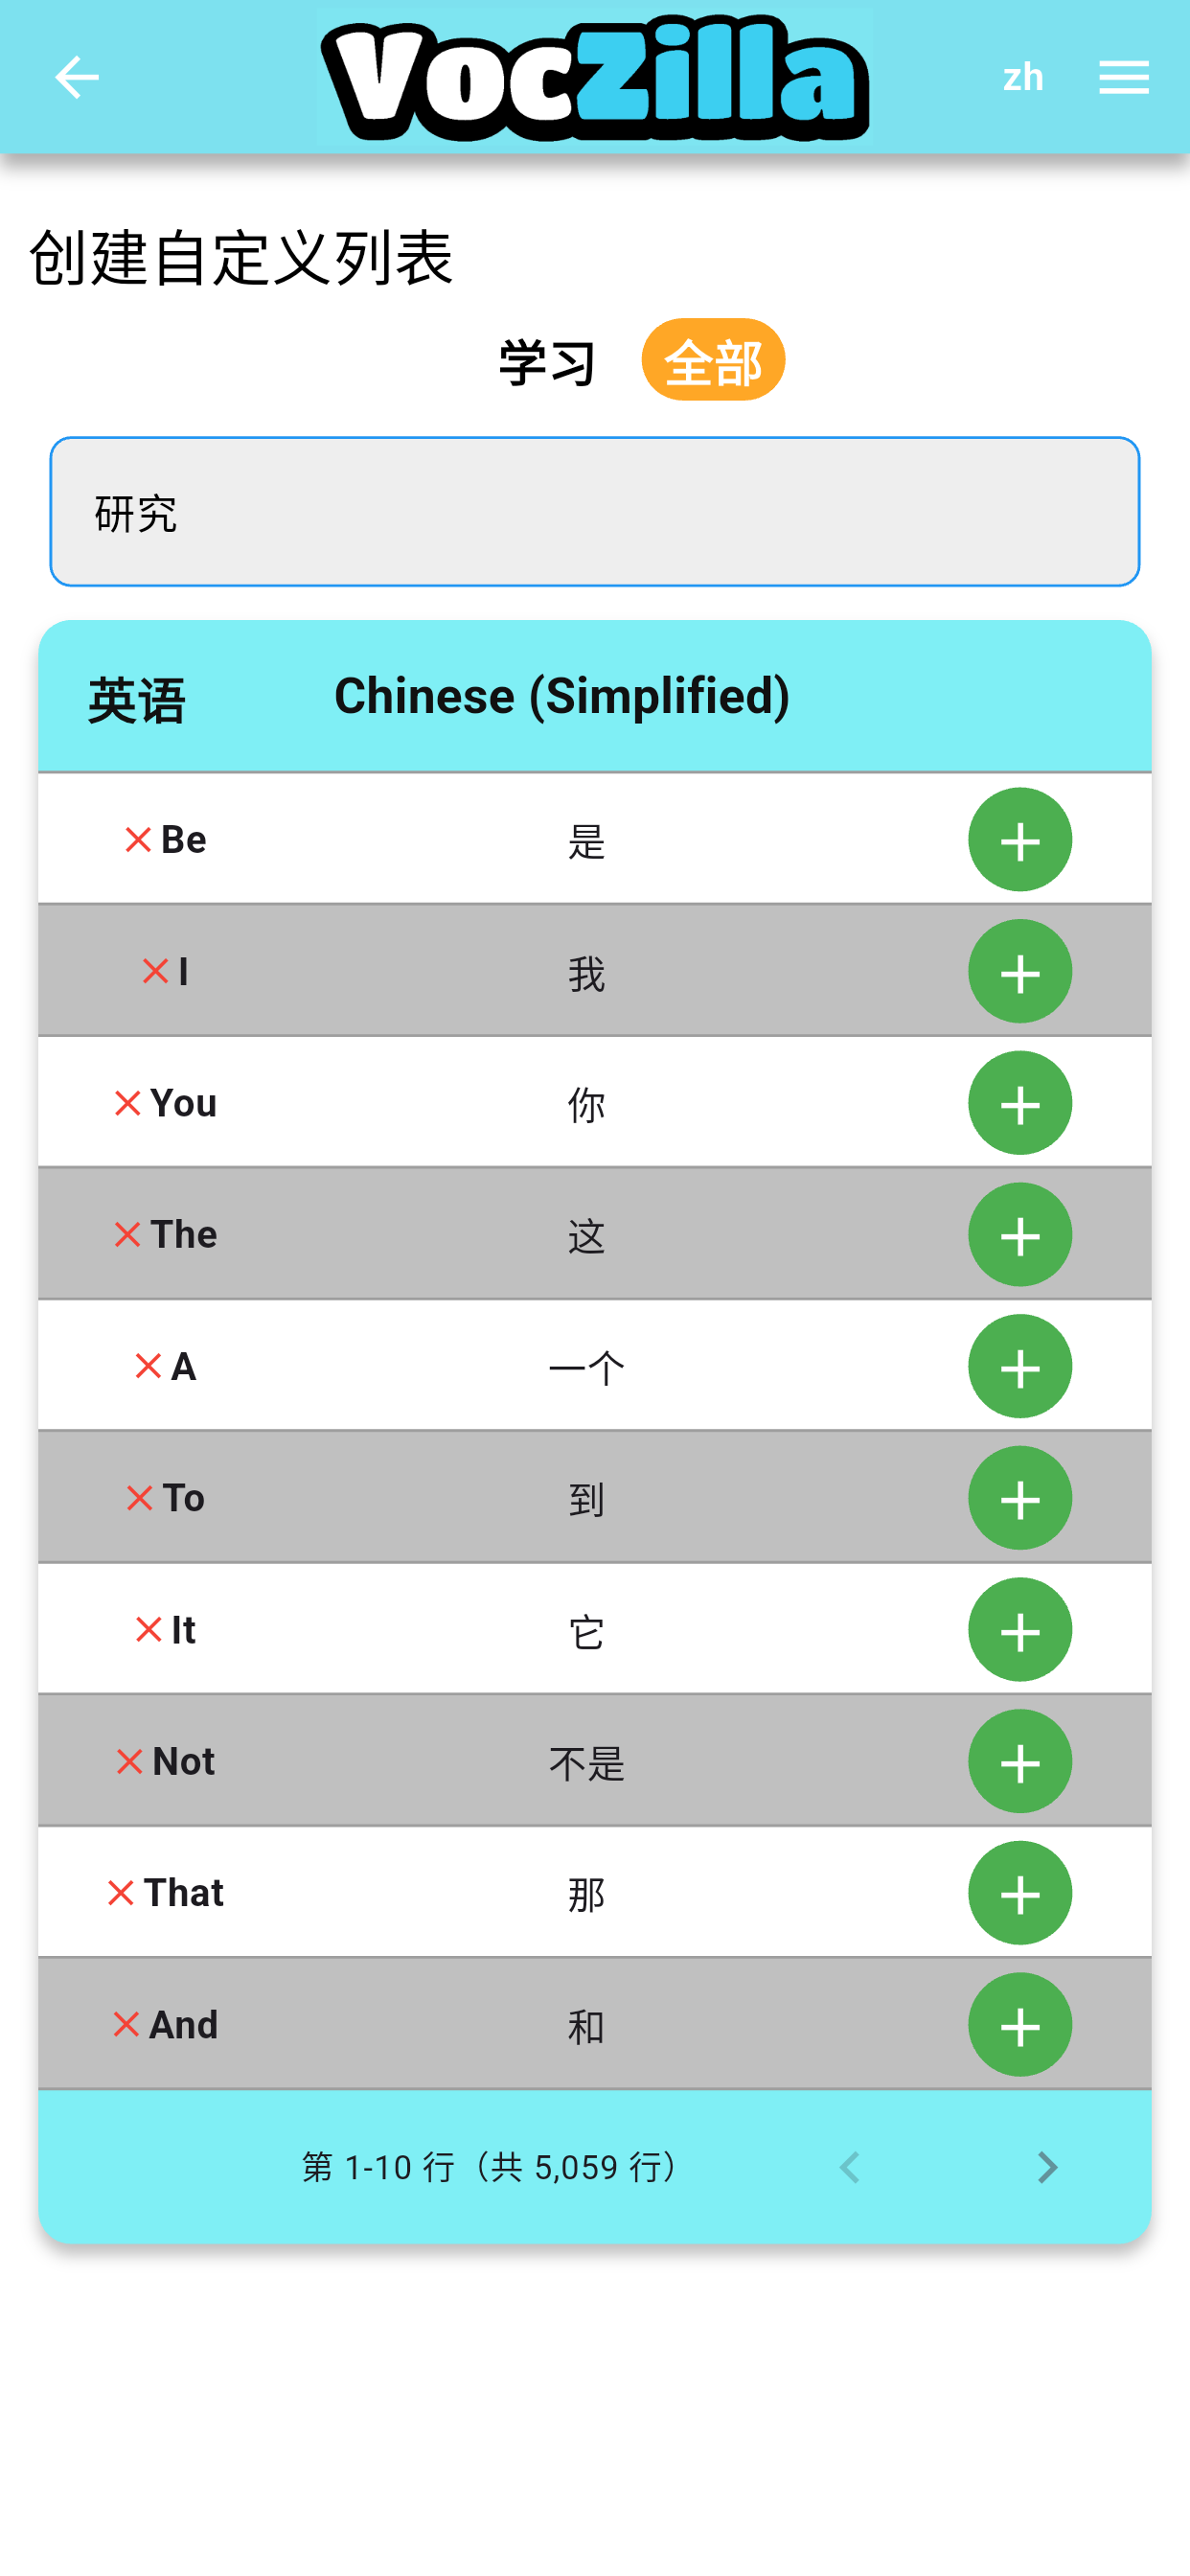 VocZilla
zh
创建自定义列表
学习 全部
研究
英语 Chinese (Simplified)
Be 是
I 我
You 你
The 这
A 一个
To 到
It 它
Not 不是
That 那
And 和
第 1-10 行（共 5,059 行）